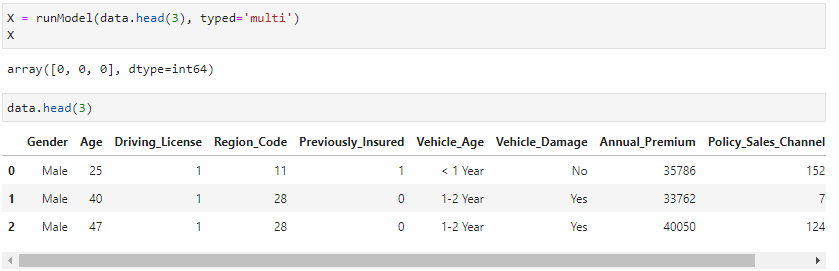 X = runModel(data.head(3), typed='multi')
X
array([0, 0, 0], dtype=int64)
data.head(3)
Gender Age Driving_License Region_Code Previously_Insured Vehicle_Age Vehicle_Damage Annual_Premium Policy_Sales_Channel
0 Male 25 1 11 1 < 1 Year No 35786 152
1 Male 40 1 28 0 1-2 Year Yes 33762 7
2 Male 47 1 28 0 1-2 Year Yes 40050 124